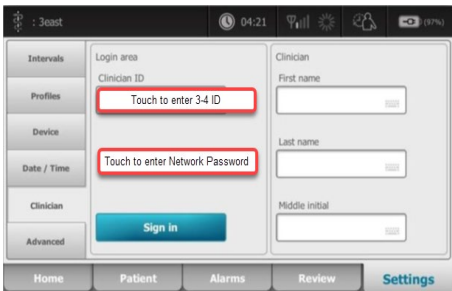 : 3east
04:21
(97%)
Intervals
Profiles
Device
Date / Time
Clinician
Advanced
Login area
Clinician ID
Touch to enter 3-4 ID
Touch to enter Network Password
Sign in
Clinician
First name
Last name
Middle initial
Home
Patient
Alarms
Review
Settings